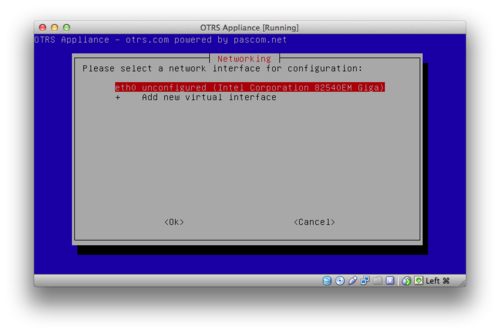 OTRS Appliance [Running]
OTRS Appliance - otrs.com powered by pascom.net
Networking
Please select a network interface for configuration:
eth0 unconfigured (Intel Corporation 82540EM Giga)
+ Add new virtual interface
<Ok> <Cancel>
Left ⌘